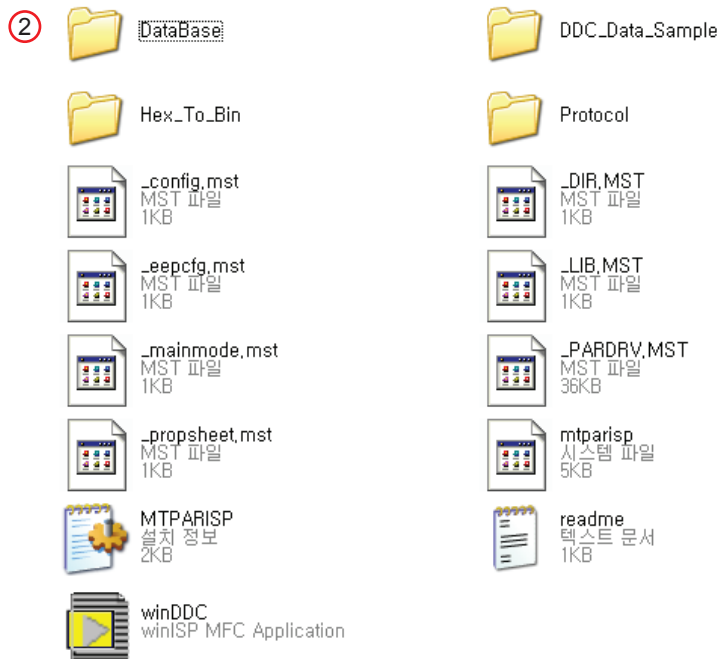 2
DataBase
DDC_Data_Sample
Hex_To_Bin
Protocol
_config.mst
MST 파일
1KB
_DIR.MST
MST 파일
1KB
_eepcfg.mst
MST 파일
1KB
_LIB.MST
MST 파일
1KB
_mainmode.mst
MST 파일
1KB
_PARDRV.MST
MST 파일
36KB
_propsheet.mst
MST 파일
1KB
mtparisp
시스템 파일
5KB
MTPARISP
설치 정보
2KB
readme
텍스트 문서
1KB
winDDC
winISP MFC Application